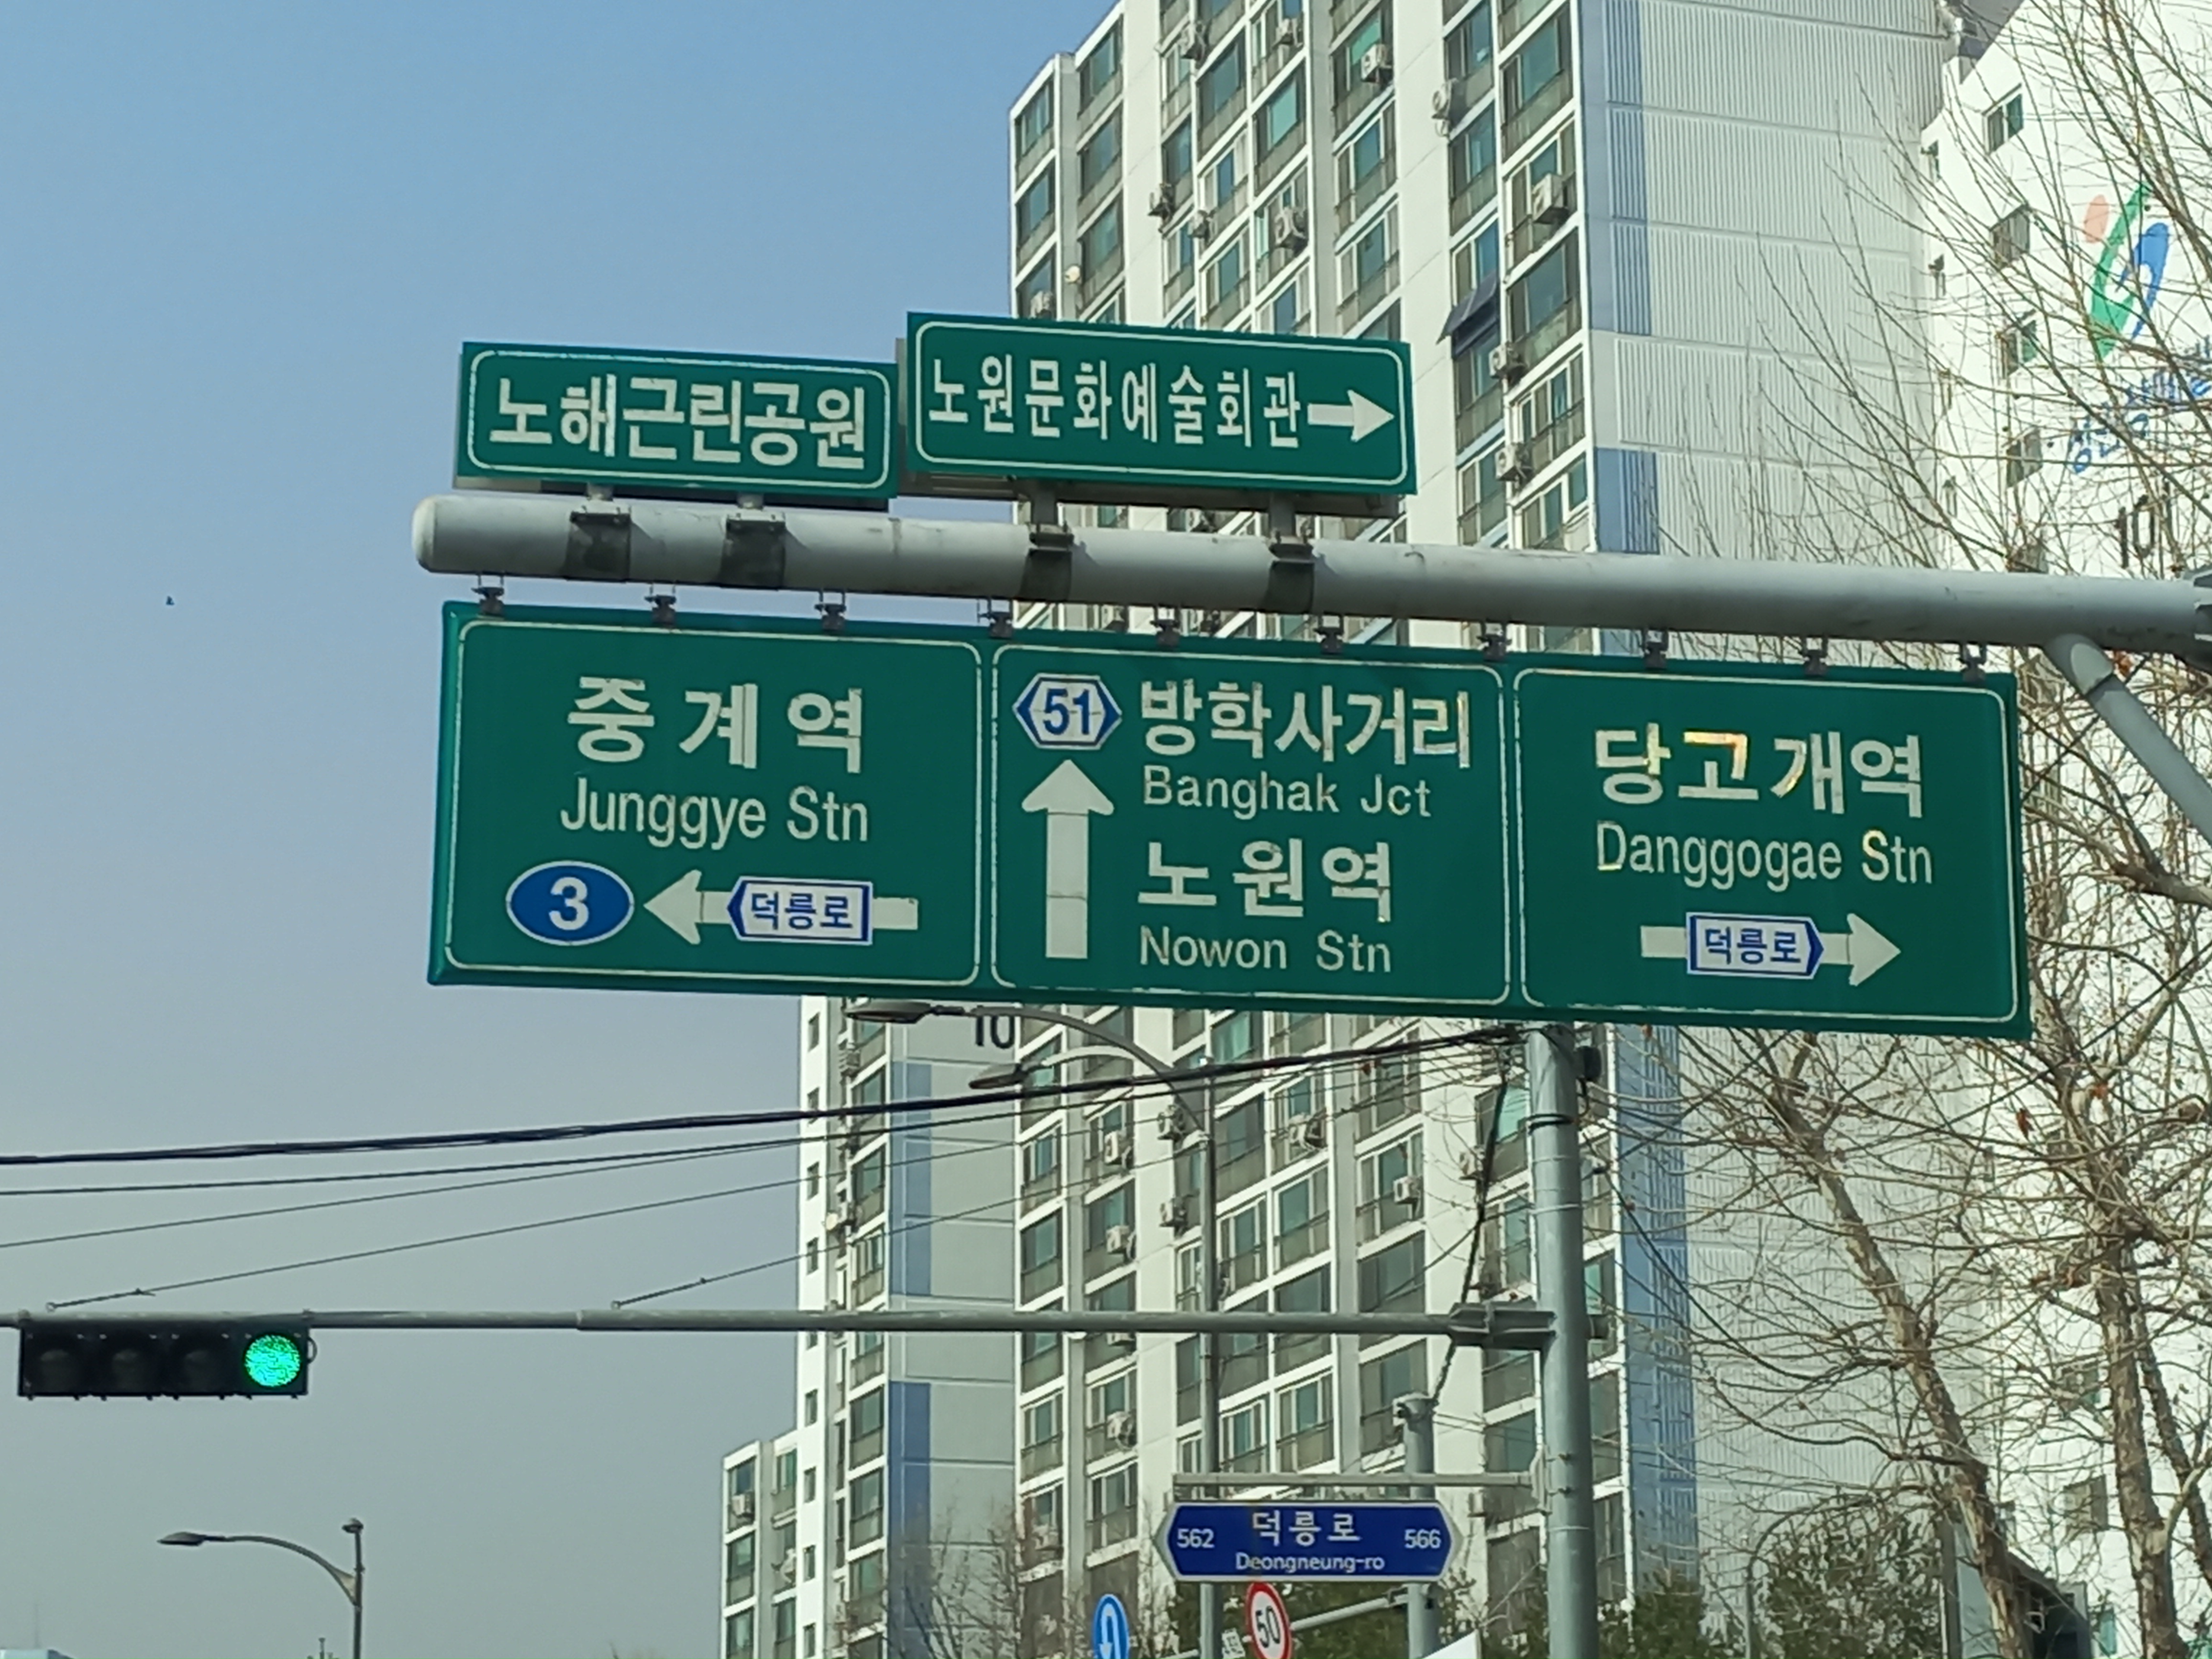 노해근린공원
노원문화예술회관
중계역
Junggye Stn
3
덕릉로
51
방학사거리
Banghak Jct
노원역
Nowon Stn
당고개역
Danggogae Stn
덕릉로
10
10
562 덕릉로 566
Deongneung-ro
50